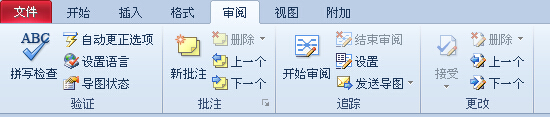 文件 开始 插入 格式 审阅 视图 附加
ABC 自动更正选项 删除 结束审阅 删除
设置语言 上一个 设置 上一个
拼写检查 导图状态 新批注 下一个 开始审阅 发送导图 接受 下一个
验证 批注 追踪 更改